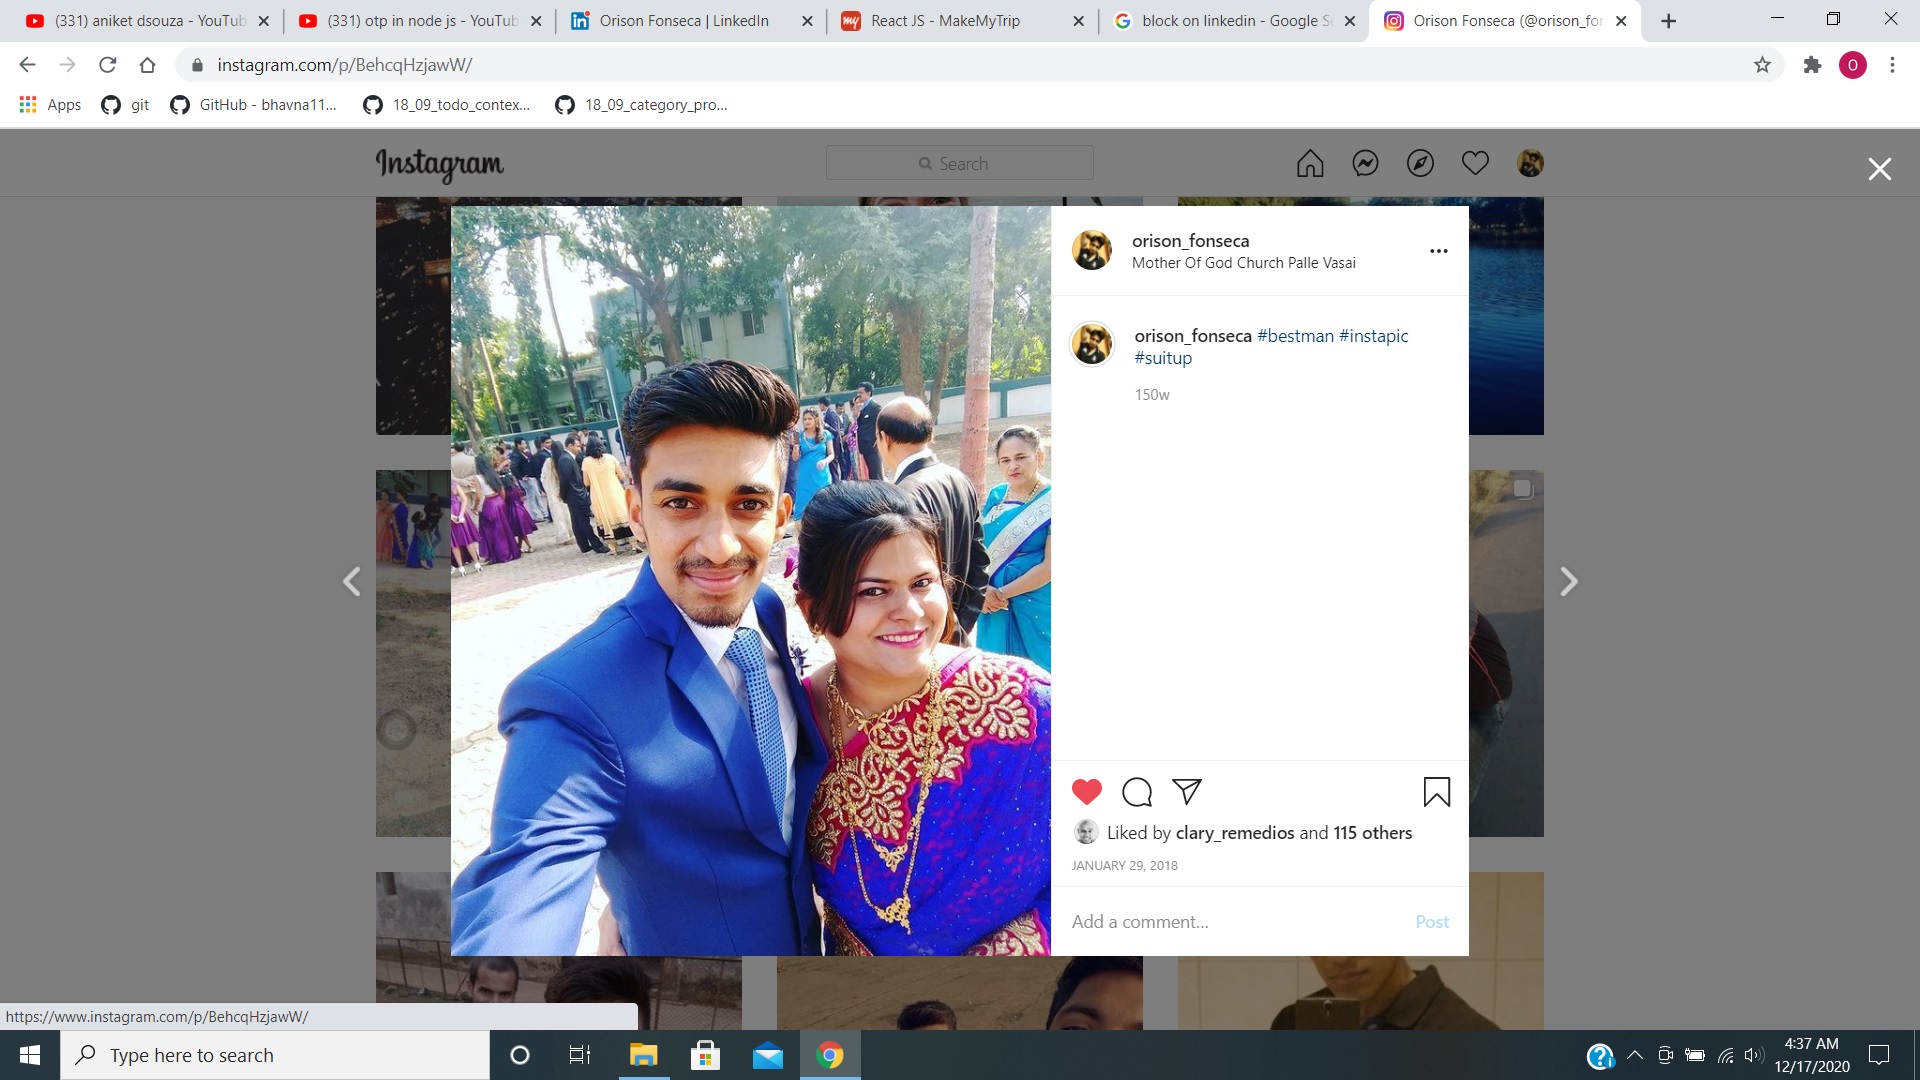 (331) aniket dsouza - YouTub
(331) otp in node js - YouTub
Orison Fonseca | LinkedIn
React JS - MakeMyTrip
block on linkedin - Google Se
Orison Fonseca (@orison_fon
instagram.com/p/BehcqHzjawW/
O
Apps
git
GitHub - bhavna11...
18_09_todo_contex...
18_09_category_pro...
Instagram
Search
orison_fonseca
Mother Of God Church Palle Vasai
orison_fonseca #bestman #instapic
#suitup
150w
Liked by clary_remedios and 115 others
JANUARY 29, 2018
Add a comment...
Post
https://www.instagram.com/p/BehcqHzjawW/
Type here to search
4:37 AM
12/17/2020